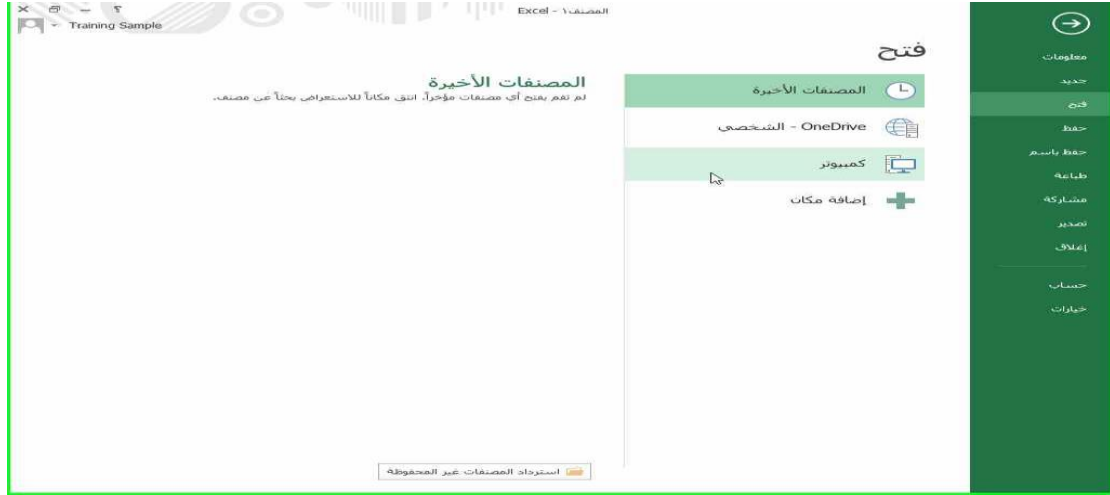 المصنف١ - Excel
؟
Training Sample
معلومات
جديد
فتح
حفظ
حفظ باسم
طباعة
مشاركة
تصدير
إغلاق
حساب
خيارات
فتح
المصنفات الأخيرة
OneDrive - الشخصي
كمبيوتر
إضافة مكان
المصنفات الأخيرة
لم تقم بفتح أي مصنفات مؤخراً. انتق مكاناً للاستعراض بحثاً عن مصنف.
استرداد المصنفات غير المحفوظة